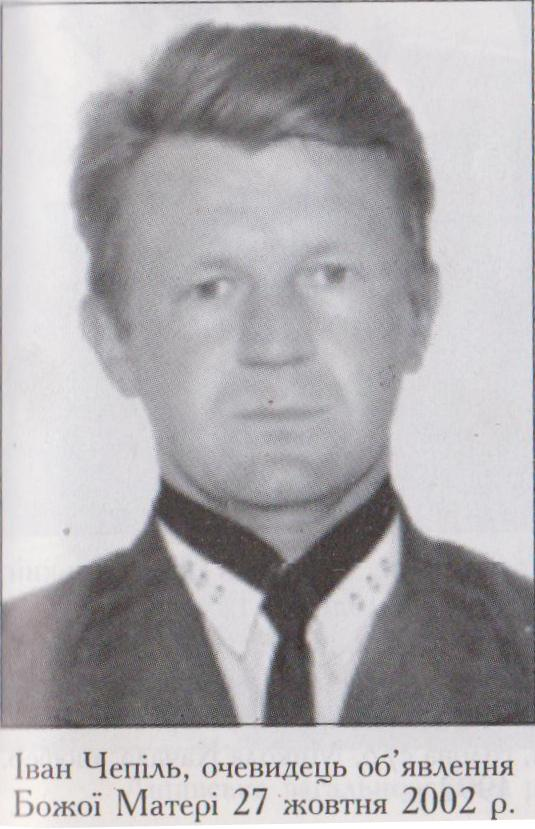 Іван Чепіль, очевидець об’явлення
Божої Матері 27 жовтня 2002 р.